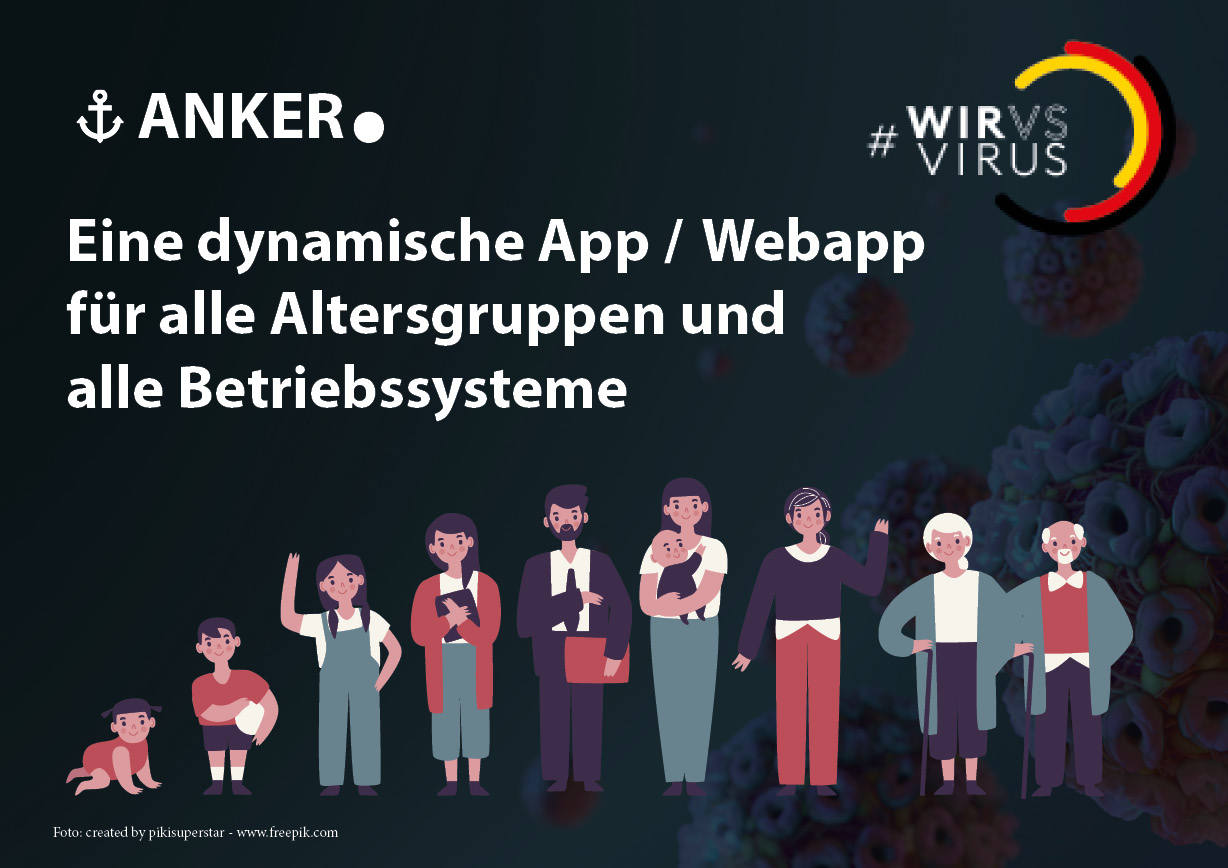 ANKER.
# WIRVS
VIRUS
Eine dynamische App / Webapp
für alle Altersgruppen und
alle Betriebssysteme
Foto: created by pikisuperstar - www.freepik.com